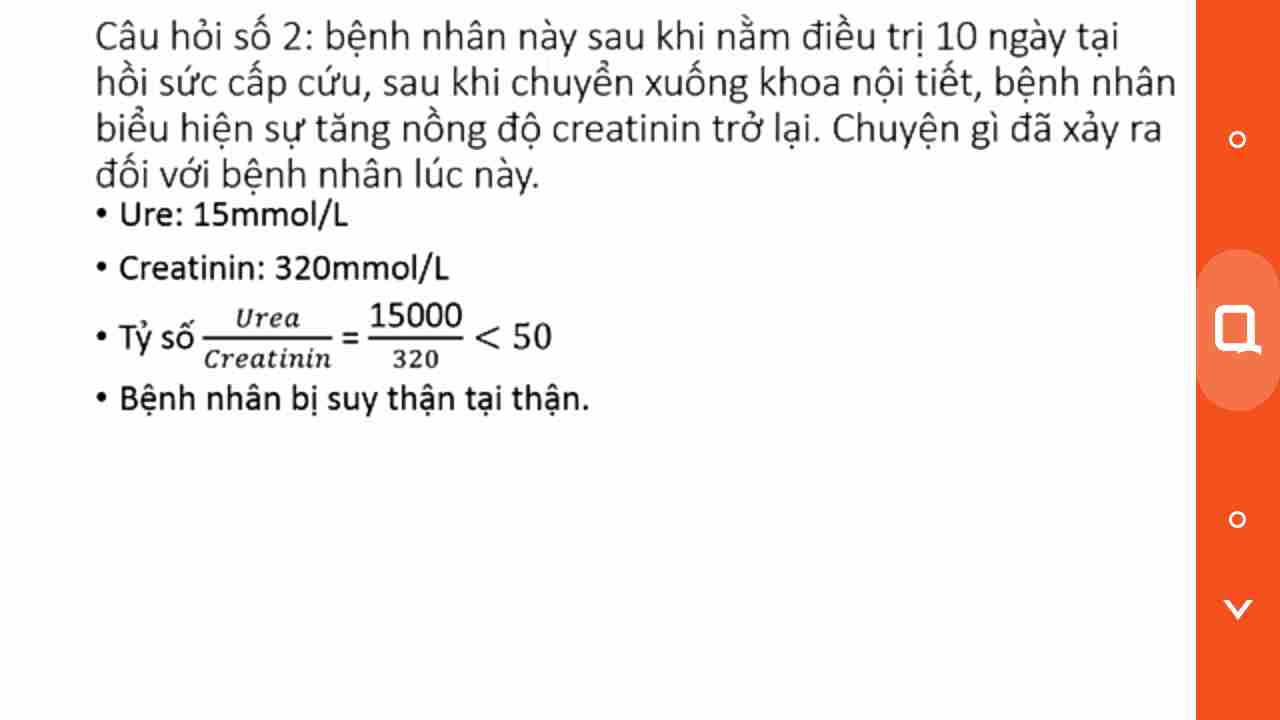 Câu hỏi số 2: bệnh nhân này sau khi nằm điều trị 10 ngày tại
hồi sức cấp cứu, sau khi chuyển xuống khoa nội tiết, bệnh nhân
biểu hiện sự tăng nồng độ creatinin trở lại. Chuyện gì đã xảy ra
đối với bệnh nhân lúc này.
• Ure: 15mmol/L
• Creatinin: 320mmol/L
• Tỷ số Urea/Creatinin = 15000/320 < 50
• Bệnh nhân bị suy thận tại thận.